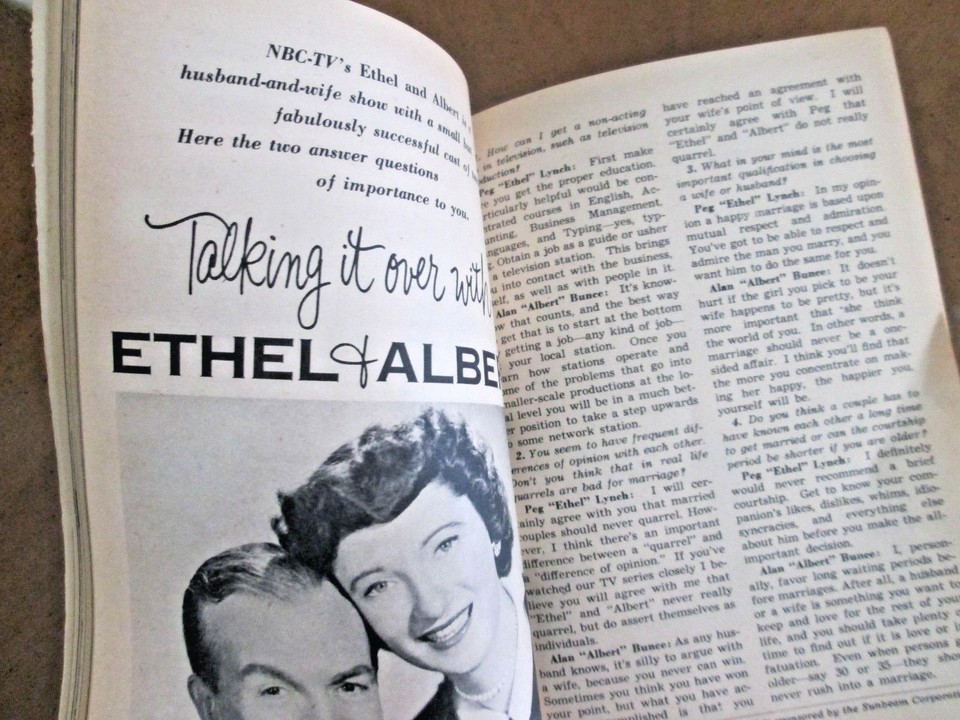 NBC-TV's Ethel and Albert is
husband-and-wife show with a small
fabulously successful cast of
Here the two answer questions
of importance to you.
Talking it over with
ETHEL & ALBE
How can I get a non-acting
in television, such as television
Peg "Ethel" Lynch: First make
you get the proper education.
rticularly helpful would be con-
trated courses in English, Ac-
unting, Business Management,
nguages, and Typing—yes, typ-
Obtain a job as a guide or usher
a television station. This brings
u into contact with the business,
elf, as well as with people in it.
Alan "Albert" Bunce: It's know-
w that counts, and the best way
get that is to start at the bottom
getting a job—any kind of job—
your local station. Once you
arn how stations operate and
me of the problems that go into
maller-scale productions at the lo-
al level you will be in a much bet-
er position to take a step upwards
some network station.
2. You seem to have frequent dif-
erences of opinion with each other.
Don't you think that in real life
quarrels are bad for marriage?
Peg "Ethel" Lynch: I will cer-
ainly agree with you that married
ouples should never quarrel. How-
ver, I think there's an important
difference between a "quarrel" and
a "difference of opinion." If you've
watched our TV series closely I be-
lieve you will agree with me that
"Ethel" and "Albert" never really
quarrel, but do assert themselves as
individuals.
Alan "Albert" Bunce: As any hus-
band knows, it's silly to argue with
a wife, because you never can win.
Sometimes you think you have won
your point, but what you have ac-
complished is that you
have reached an agreement with
your wife's point of view. I will
certainly agree with Peg that
"Ethel" and "Albert" do not really
quarrel.
3. What in your mind is the most
important qualification in choosing
a wife or husband?
Peg "Ethel" Lynch: In my opin-
ion a happy marriage is based upon
mutual respect and admiration.
You've got to be able to respect and
admire the man you marry, and you
want him to do the same for you.
Alan "Albert" Bunce: It doesn't
hurt if the girl you pick to be your
wife happens to be pretty, but it's
more important that she think
the world of you. In other words, a
marriage should never be a one-
sided affair. I think you'll find that
the more you concentrate on mak-
ing her happy, the happier you
yourself will be.
4. Do you think a couple has to
have known each other a long time
to get married or can the courtship
period be shorter if you are older?
Peg "Ethel" Lynch: I definitely
would never recommend a brief
courtship. Get to know your com-
panion's likes, dislikes, whims, idio-
syncracies, and everything else
about him before you make the all-
important decision.
Alan "Albert" Bunce: I, person-
ally, favor long waiting periods be-
fore marriages. After all, a husband
or a wife is something you want to
keep and love for the rest of your
life, and you should take plenty
time to find out if it is love or
fatuation. Even when persons
older—say 30 or 35—they
never rush into a marriage.
sponsored by the Sunbeam Corporat